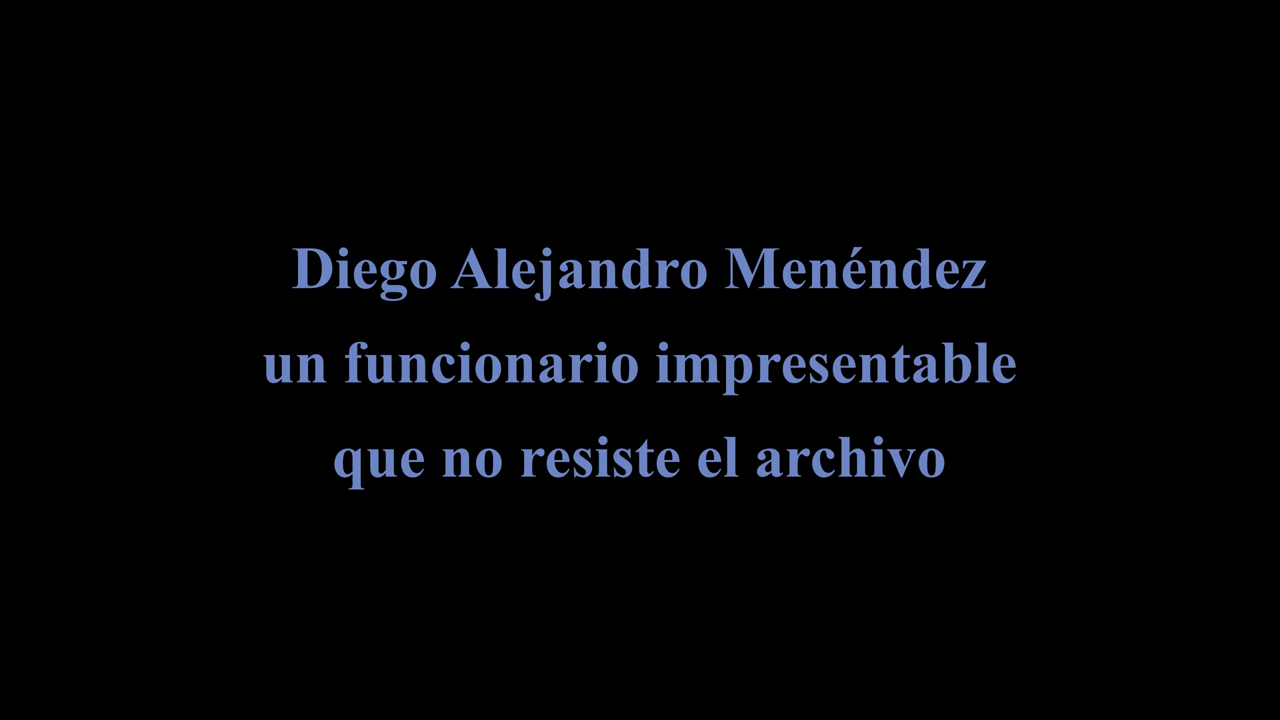 Diego Alejandro Menéndez
un funcionario impresentable
que no resiste el archivo